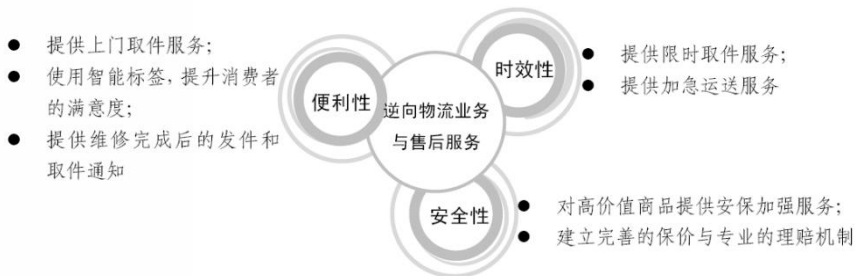 提供上门取件服务；
使用智能标签，提升消费者
的满意度；
提供维修完成后的发件和
取件通知
便利性
逆向物流业务
与售后服务
时效性
提供限时取件服务；
提供加急运送服务
安全性
对高价值商品提供安保加强服务；
建立完善的保价与专业的理赔机制